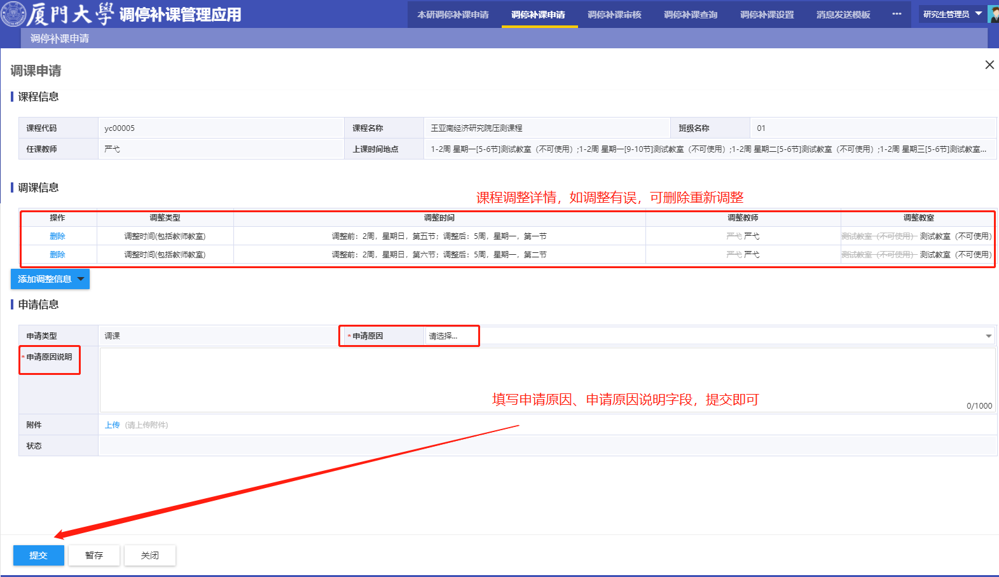 厦門大學 调停补课管理应用 本研调停补课申请 调停补课申请 调停补课审核 调停补课查询 调停补课设置 消息发送模板 ··· 研究生管理员
调停补课申请
调课申请
课程信息
课程代码 yc00005 课程名称 王亚南经济研究院压测课程 班级名称 01
任课教师 严弋 上课时间地点 1-2周 星期一[5-6节]测试教室（不可使用）;1-2周 星期一[9-10节]测试教室（不可使用）;1-2周 星期二[5-6节]测试教室（不可使用）;1-2周 星期三[5-6节]测试教室...
调课信息
课程调整详情，如调整有误，可删除重新调整
操作 调整类型 调整时间 调整教师 调整教室
删除 调整时间(包括教师教室) 调整前：2周，星期日，第五节；调整后：5周，星期一，第一节 严弋 严弋 测试教室（不可使用） 测试教室（不可使用）
删除 调整时间(包括教师教室) 调整前：2周，星期日，第六节；调整后：5周，星期一，第二节 严弋 严弋 测试教室（不可使用） 测试教室（不可使用）
添加调整信息
申请信息
申请类型 调课 *申请原因 请选择...
*申请原因说明
填写申请原因、申请原因说明字段，提交即可
0/1000
附件 上传 (请上传附件)
状态
提交 暂存 关闭